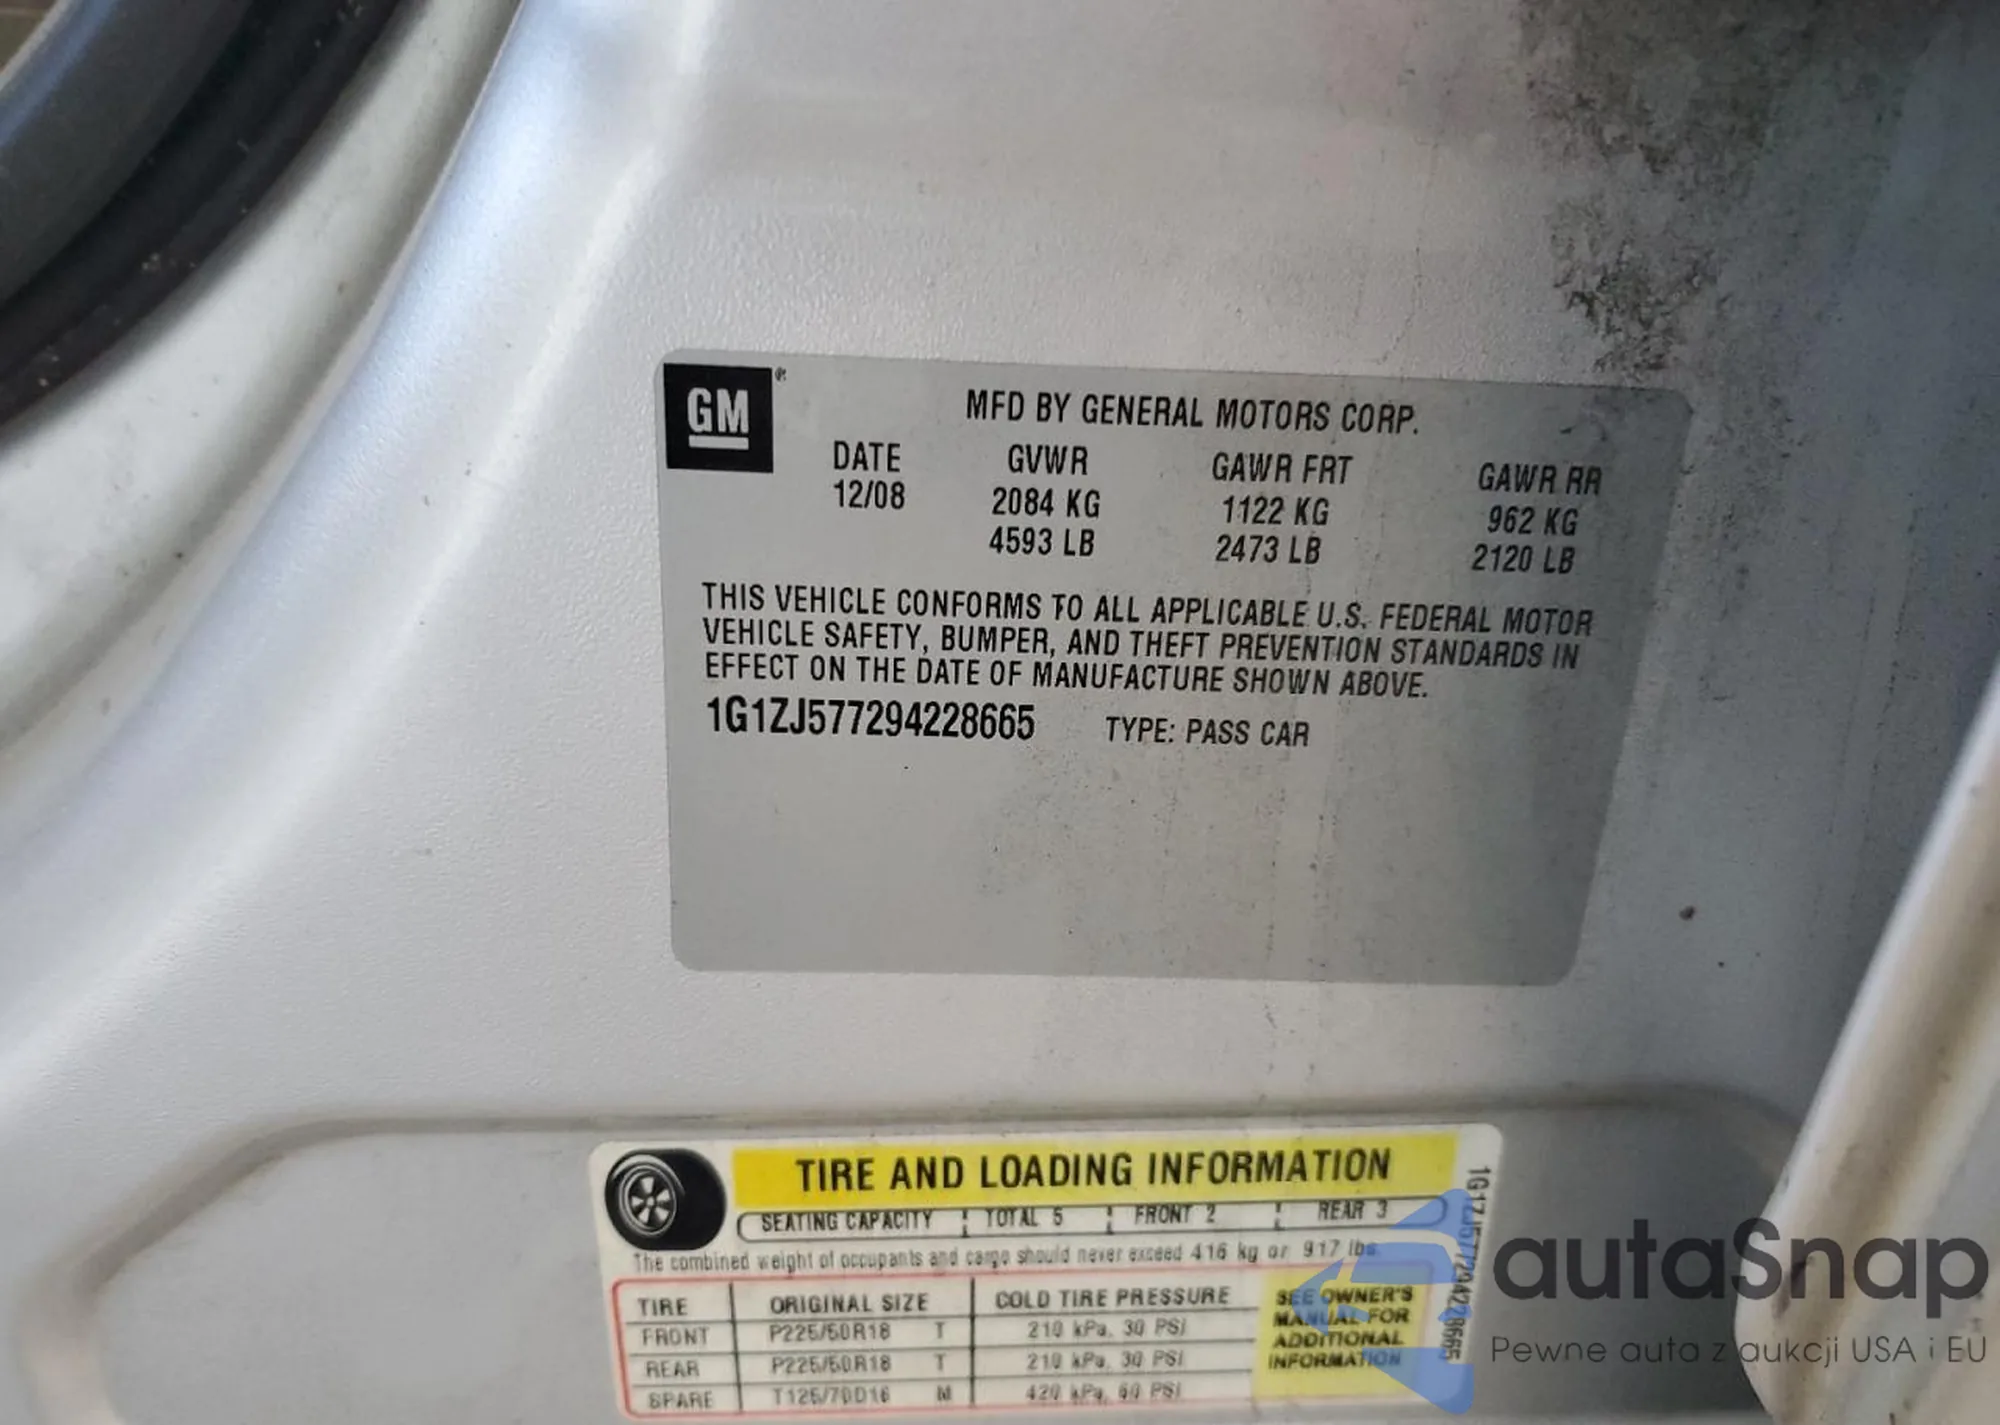 GM
MFD BY GENERAL MOTORS CORP.
DATE GVWR GAWR FRT GAWR RR
12/08 2084 KG 1122 KG 962 KG
4593 LB 2473 LB 2120 LB
THIS VEHICLE CONFORMS TO ALL APPLICABLE U.S. FEDERAL MOTOR
VEHICLE SAFETY, BUMPER, AND THEFT PREVENTION STANDARDS IN
EFFECT ON THE DATE OF MANUFACTURE SHOWN ABOVE.
1G1ZJ577294228665 TYPE: PASS CAR
TIRE AND LOADING INFORMATION
SEATING CAPACITY TOTAL 5 FRONT 2 REAR 3
The combined weight of occupants and cargo should never exceed 416 kg or 917 lbs.
TIRE ORIGINAL SIZE COLD TIRE PRESSURE
FRONT P225/50R18 T 210 kPa, 30 PSI
REAR P225/50R18 T 210 kPa, 30 PSI
SPARE T125/70D16 M 420 kPa, 60 PSI
SEE OWNER'S
MANUAL FOR
ADDITIONAL
INFORMATION
1G1ZJ577294228665
autaSnap
Pewne auta z aukcji USA i EU